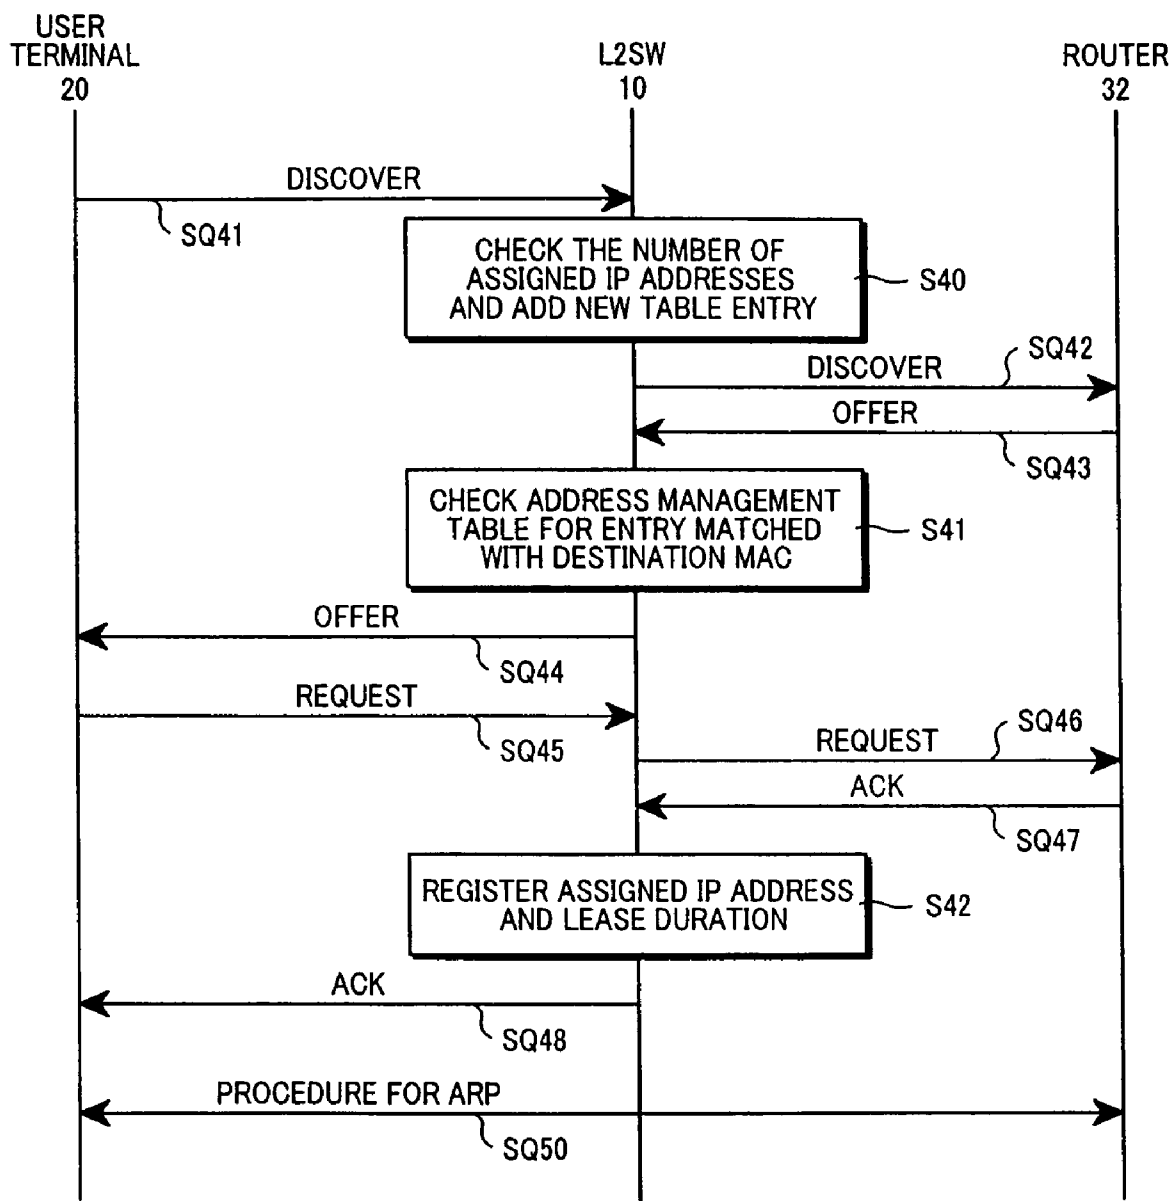 USER
TERMINAL
20
L2SW
10
ROUTER
32
DISCOVER
SQ41
CHECK THE NUMBER OF
ASSIGNED IP ADDRESSES
AND ADD NEW TABLE ENTRY
S40
SQ42
DISCOVER
OFFER
SQ43
CHECK ADDRESS MANAGEMENT
TABLE FOR ENTRY MATCHED
WITH DESTINATION MAC
S41
OFFER
SQ44
REQUEST
SQ45
SQ46
REQUEST
ACK
SQ47
REGISTER ASSIGNED IP ADDRESS
AND LEASE DURATION
S42
ACK
SQ48
PROCEDURE FOR ARP
SQ50